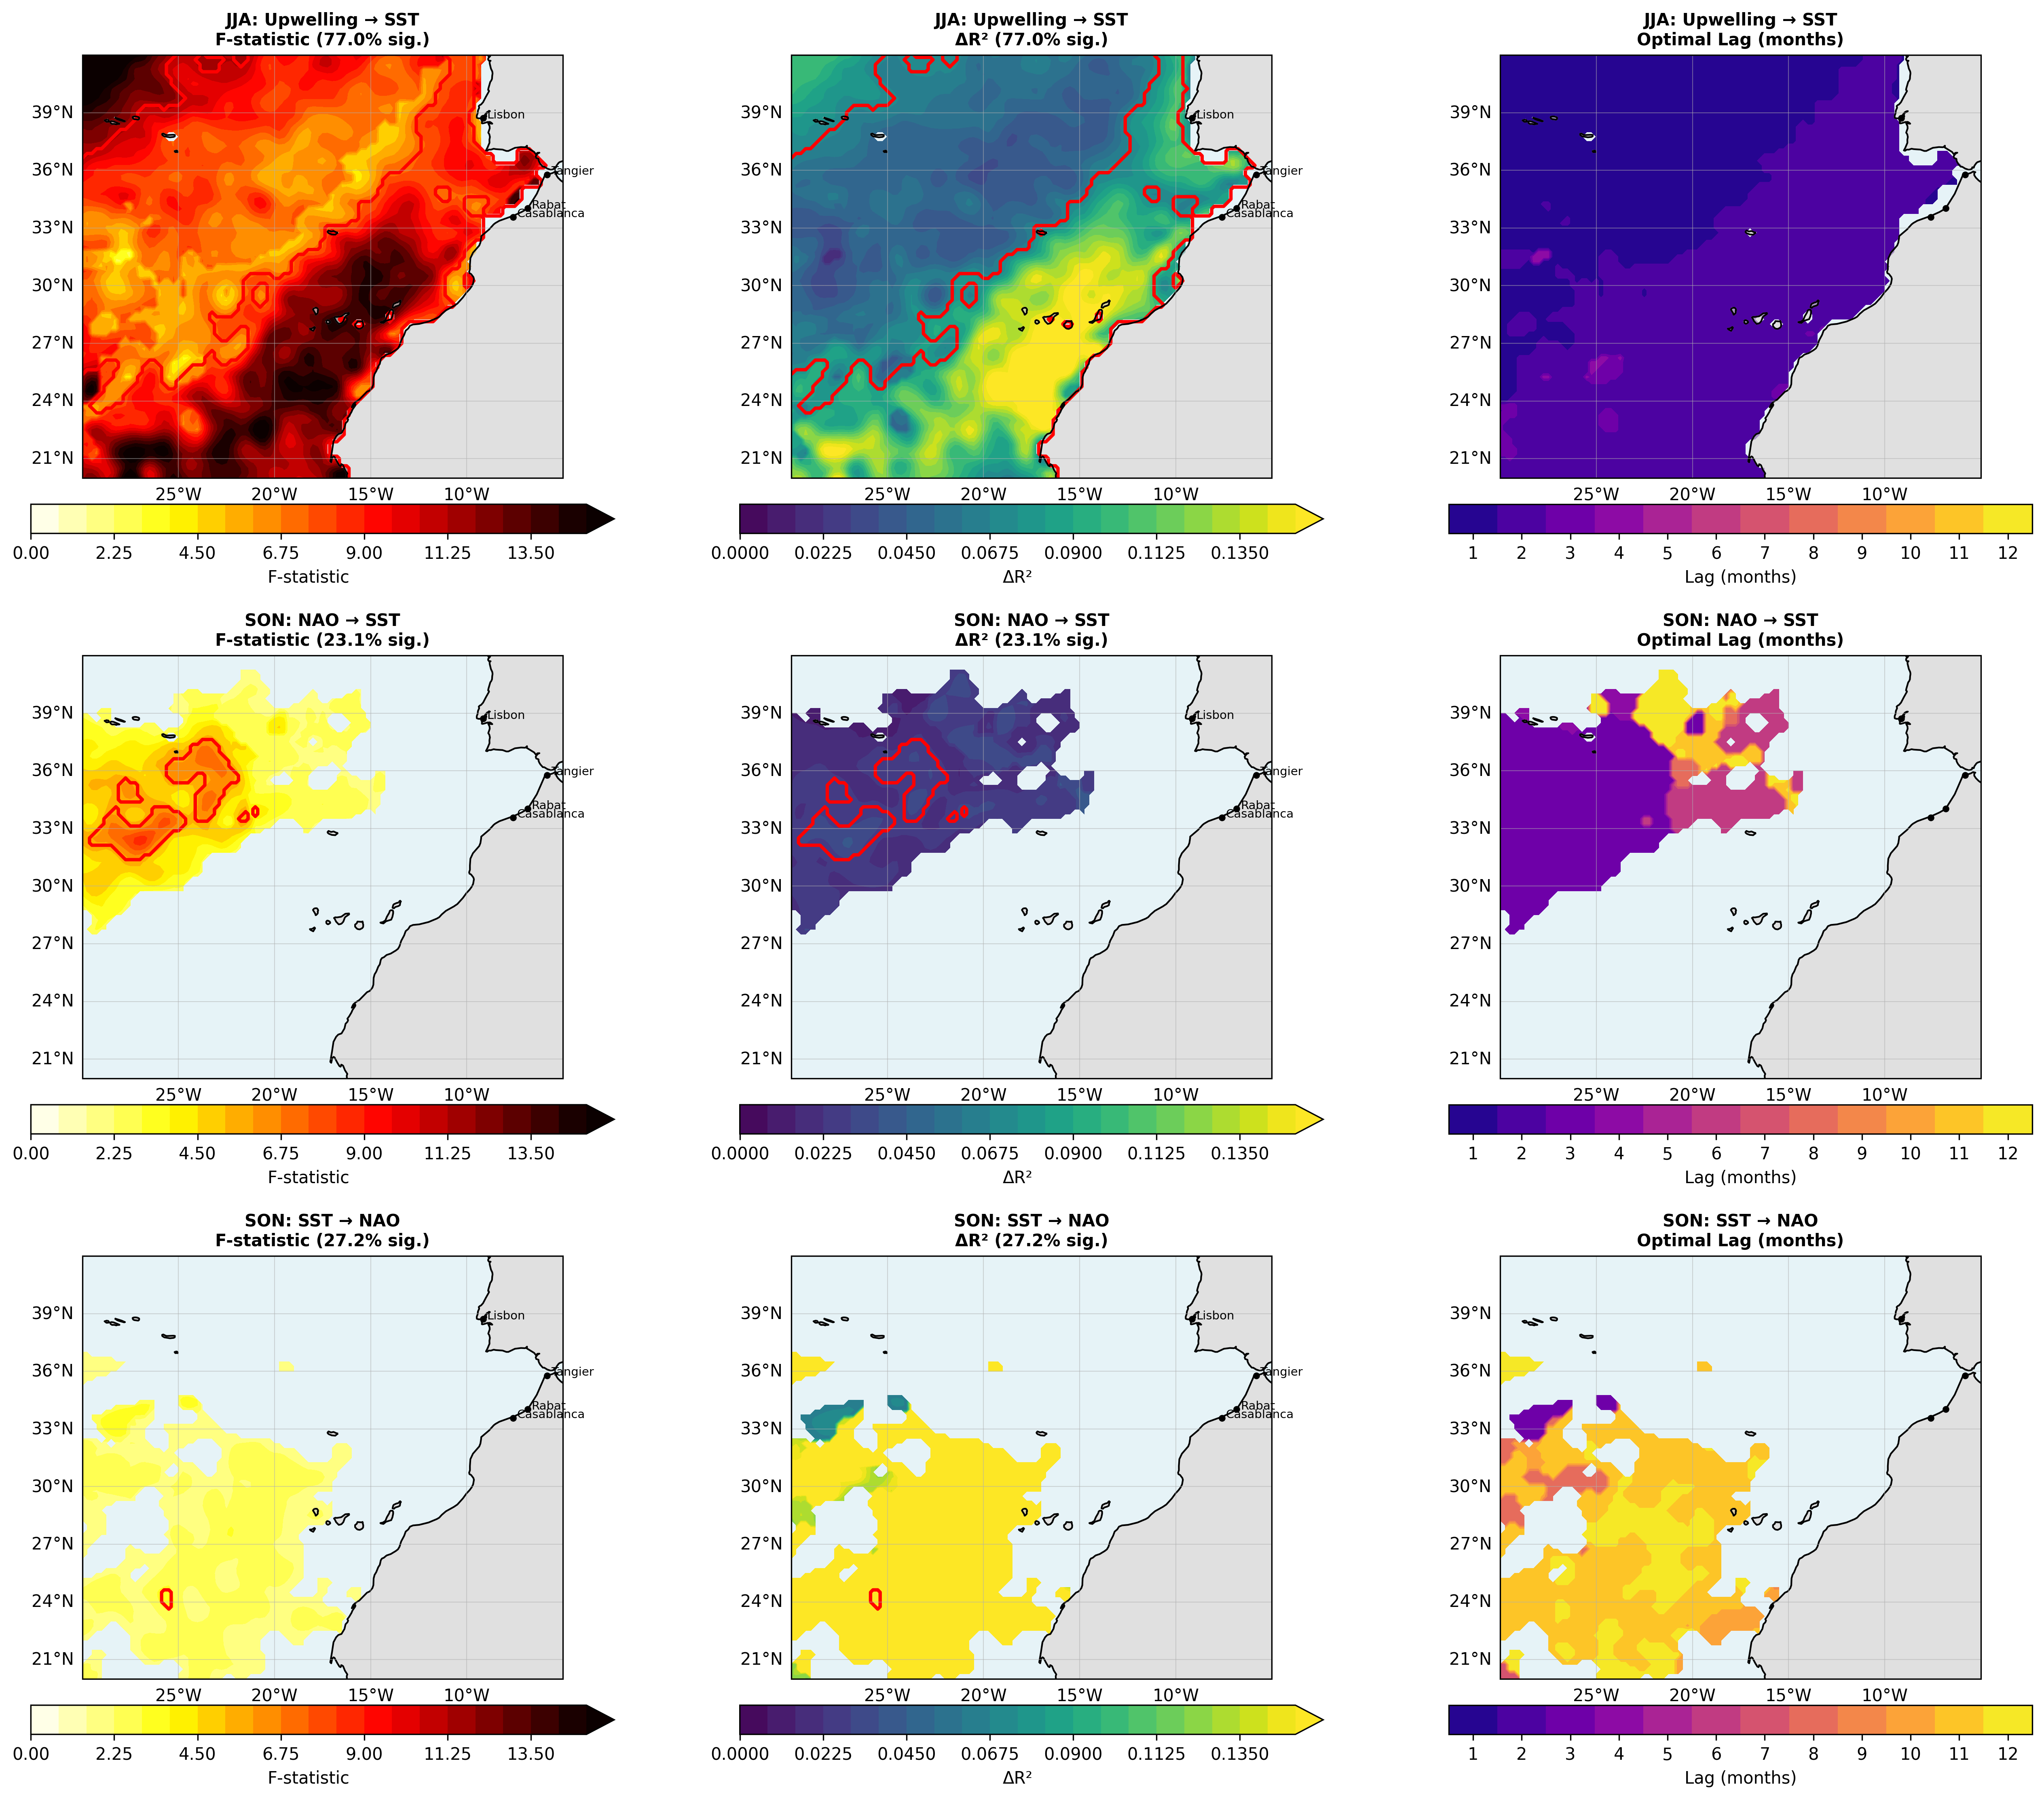 JJA: Upwelling → SST
F-statistic (77.0% sig.)
39°N
36°N
33°N
30°N
27°N
24°N
21°N
Lisbon
Tangier
Rabat
Casablanca
25°W 20°W 15°W 10°W
0.00 2.25 4.50 6.75 9.00 11.25 13.50
F-statistic
JJA: Upwelling → SST
ΔR² (77.0% sig.)
39°N
36°N
33°N
30°N
27°N
24°N
21°N
Lisbon
Tangier
Rabat
Casablanca
25°W 20°W 15°W 10°W
0.0000 0.0225 0.0450 0.0675 0.0900 0.1125 0.1350
ΔR²
JJA: Upwelling → SST
Optimal Lag (months)
39°N
36°N
33°N
30°N
27°N
24°N
21°N
25°W 20°W 15°W 10°W
1 2 3 4 5 6 7 8 9 10 11 12
Lag (months)
SON: NAO → SST
F-statistic (23.1% sig.)
39°N
36°N
33°N
30°N
27°N
24°N
21°N
Lisbon
Tangier
Rabat
Casablanca
25°W 20°W 15°W 10°W
0.00 2.25 4.50 6.75 9.00 11.25 13.50
F-statistic
SON: NAO → SST
ΔR² (23.1% sig.)
39°N
36°N
33°N
30°N
27°N
24°N
21°N
Lisbon
Tangier
Rabat
Casablanca
25°W 20°W 15°W 10°W
0.0000 0.0225 0.0450 0.0675 0.0900 0.1125 0.1350
ΔR²
SON: NAO → SST
Optimal Lag (months)
39°N
36°N
33°N
30°N
27°N
24°N
21°N
25°W 20°W 15°W 10°W
1 2 3 4 5 6 7 8 9 10 11 12
Lag (months)
SON: SST → NAO
F-statistic (27.2% sig.)
39°N
36°N
33°N
30°N
27°N
24°N
21°N
Lisbon
Tangier
Rabat
Casablanca
25°W 20°W 15°W 10°W
0.00 2.25 4.50 6.75 9.00 11.25 13.50
F-statistic
SON: SST → NAO
ΔR² (27.2% sig.)
39°N
36°N
33°N
30°N
27°N
24°N
21°N
Lisbon
Tangier
Rabat
Casablanca
25°W 20°W 15°W 10°W
0.0000 0.0225 0.0450 0.0675 0.0900 0.1125 0.1350
ΔR²
SON: SST → NAO
Optimal Lag (months)
39°N
36°N
33°N
30°N
27°N
24°N
21°N
25°W 20°W 15°W 10°W
1 2 3 4 5 6 7 8 9 10 11 12
Lag (months)